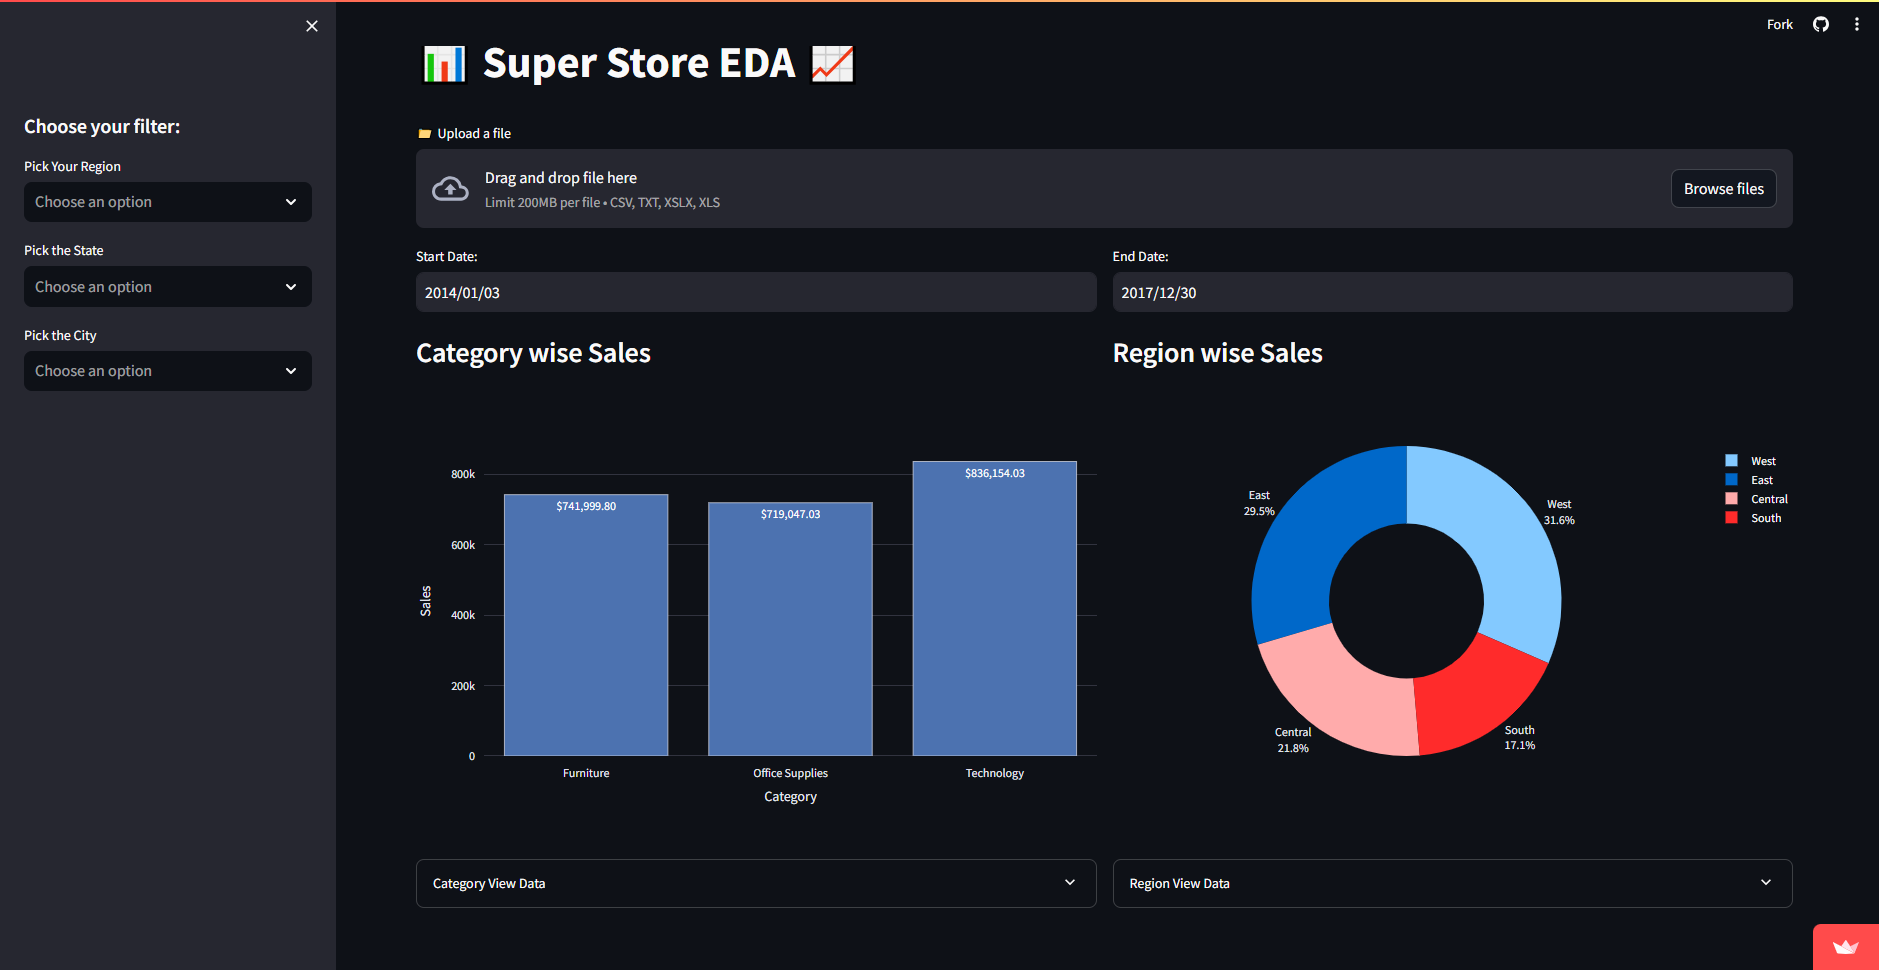 Fork
Super Store EDA
Choose your filter:
Pick Your Region
Choose an option
Pick the State
Choose an option
Pick the City
Choose an option
Upload a file
Drag and drop file here
Limit 200MB per file • CSV, TXT, XSLX, XLS
Browse files
Start Date:
2014/01/03
End Date:
2017/12/30
Category wise Sales
800k
600k
400k
200k
0
Sales
$741,999.80
$719,047.03
$836,154.03
Furniture
Office Supplies
Technology
Category
Region wise Sales
East
29.5%
West
31.6%
Central
21.8%
South
17.1%
West
East
Central
South
Category View Data
Region View Data